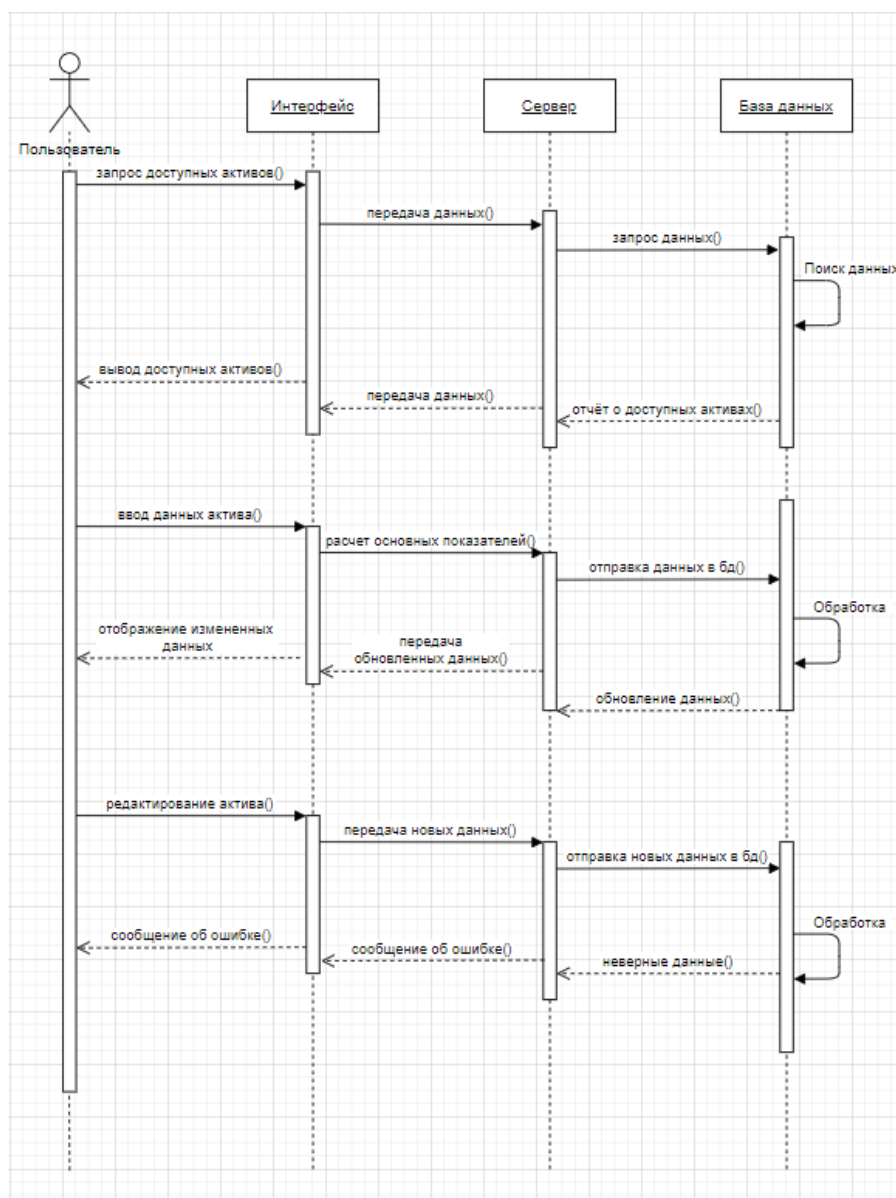 Интерфейс
Сервер
База данных
Пользователь
запрос доступных активов()
передача данных()
запрос данных()
Поиск данных
вывод доступных активов()
передача данных()
отчёт о доступных активах()
ввод данных актива()
расчет основных показателей()
отправка данных в бд()
Обработка
отображение измененных
данных
передача
обновленных данных()
обновление данных()
редактирование актива()
передача новых данных()
отправка новых данных в бд()
Обработка
сообщение об ошибке()
сообщение об ошибке()
неверные данные()